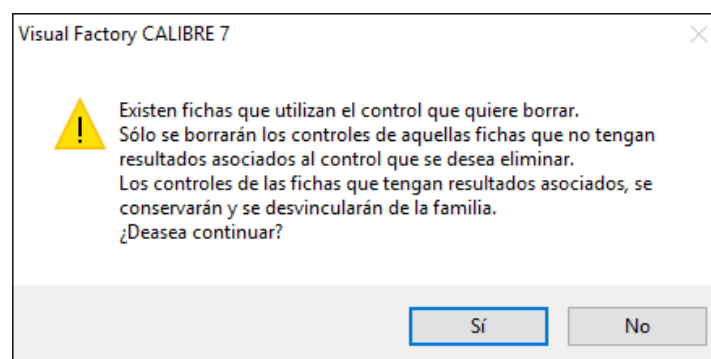 Visual Factory CALIBRE 7
Existen fichas que utilizan el control que quiere borrar.
Sólo se borrarán los controles de aquellas fichas que no tengan
resultados asociados al control que se desea eliminar.
Los controles de las fichas que tengan resultados asociados, se
conservarán y se desvincularán de la familia.
¿Deasea continuar?
Sí
No